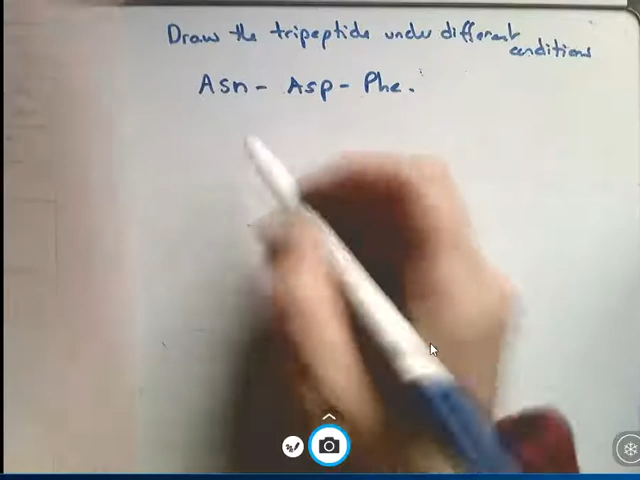 Draw the tripeptide under different
conditions
Asn - Asp - Phe.